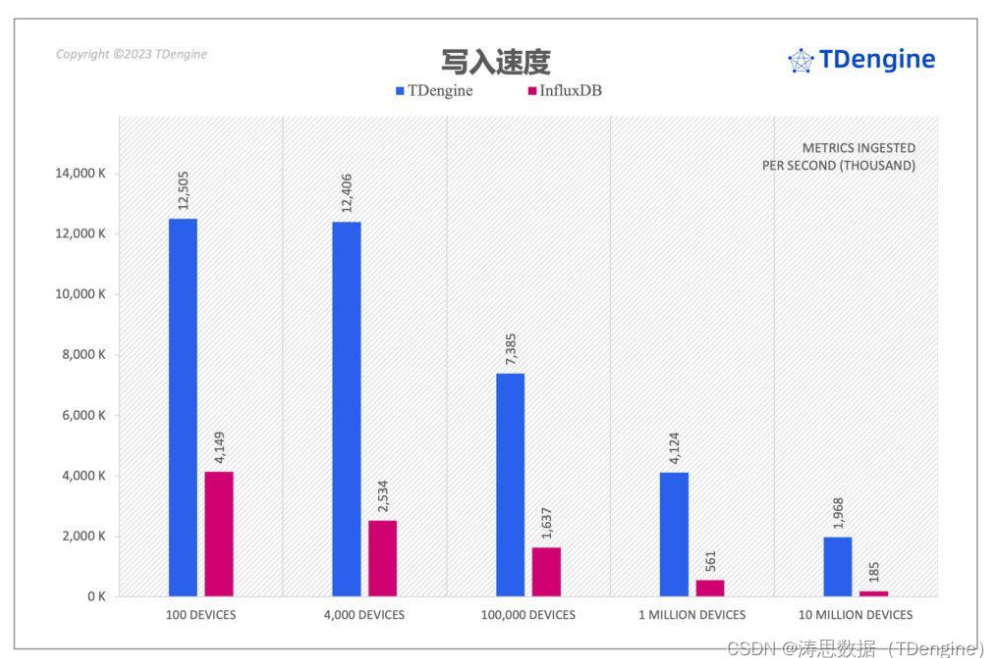 Copyright ©2023 TDengine
写入速度
TDengine
TDengine
InfluxDB
METRICS INGESTED
PER SECOND (THOUSAND)
14,000 K
12,000 K
10,000 K
8,000 K
6,000 K
4,000 K
2,000 K
0 K
12,505
4,149
12,406
2,534
7,385
1,637
4,124
561
1,968
185
100 DEVICES
4,000 DEVICES
100,000 DEVICES
1 MILLION DEVICES
10 MILLION DEVICES
CSDN @涛思数据（TDengine）